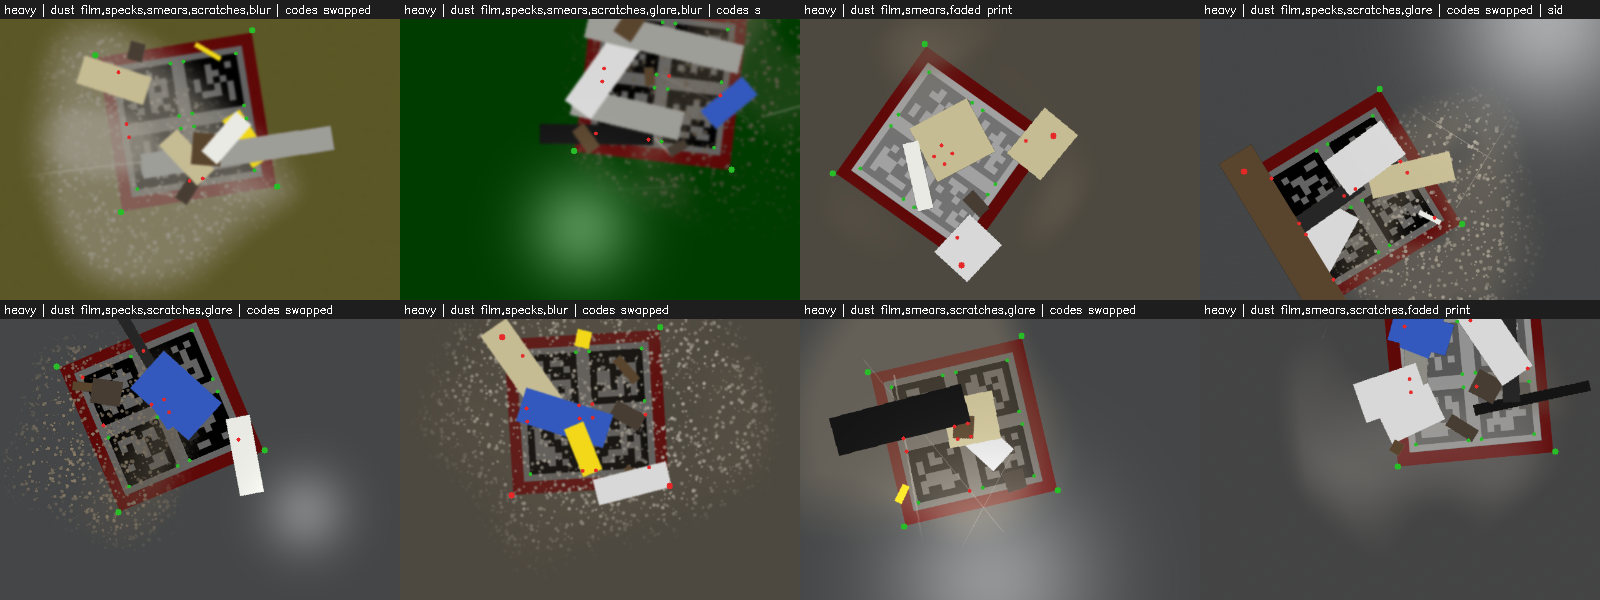 heavy | dust film,specks,smears,scratches,blur | codes swapped
heavy | dust film,specks,smears,scratches,glare,blur | codes s
heavy | dust film,smears,faded print
heavy | dust film,specks,scratches,glare | codes swapped | sid
heavy | dust film,specks,scratches,glare | codes swapped
heavy | dust film,specks,blur | codes swapped
heavy | dust film,smears,scratches,glare | codes swapped
heavy | dust film,smears,scratches,faded print